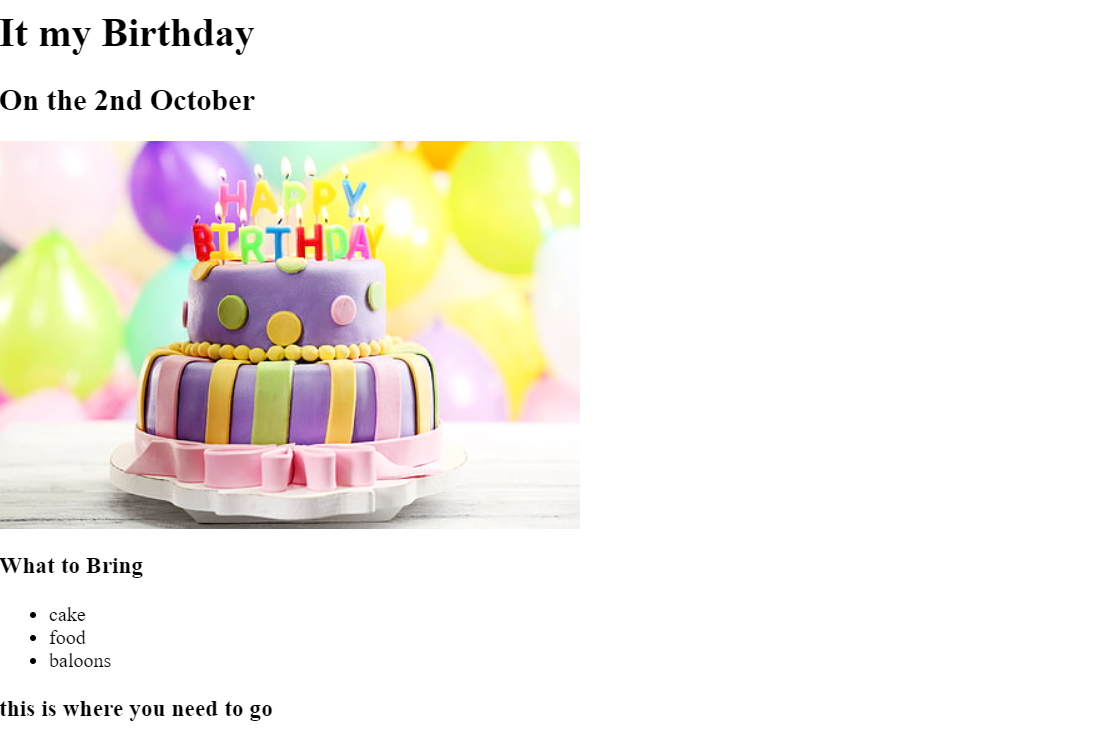 It my Birthday
On the 2nd October
HAPPY
BIRTHDAY
What to Bring
cake
food
baloons
this is where you need to go